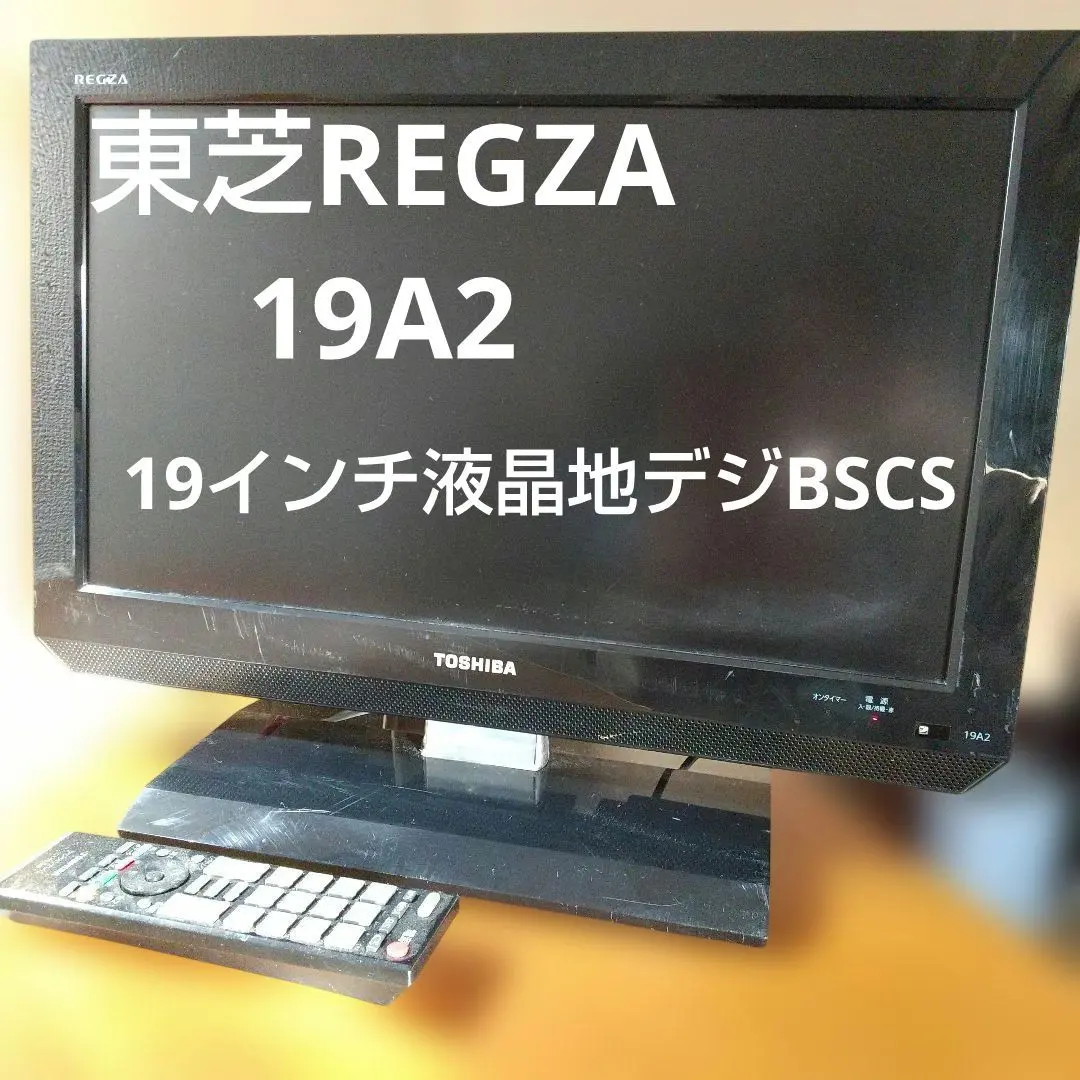 REGZA
東芝REGZA
19A2
19インチ液晶地デジBSCS
TOSHIBA
オンタイマー 電源
19A2